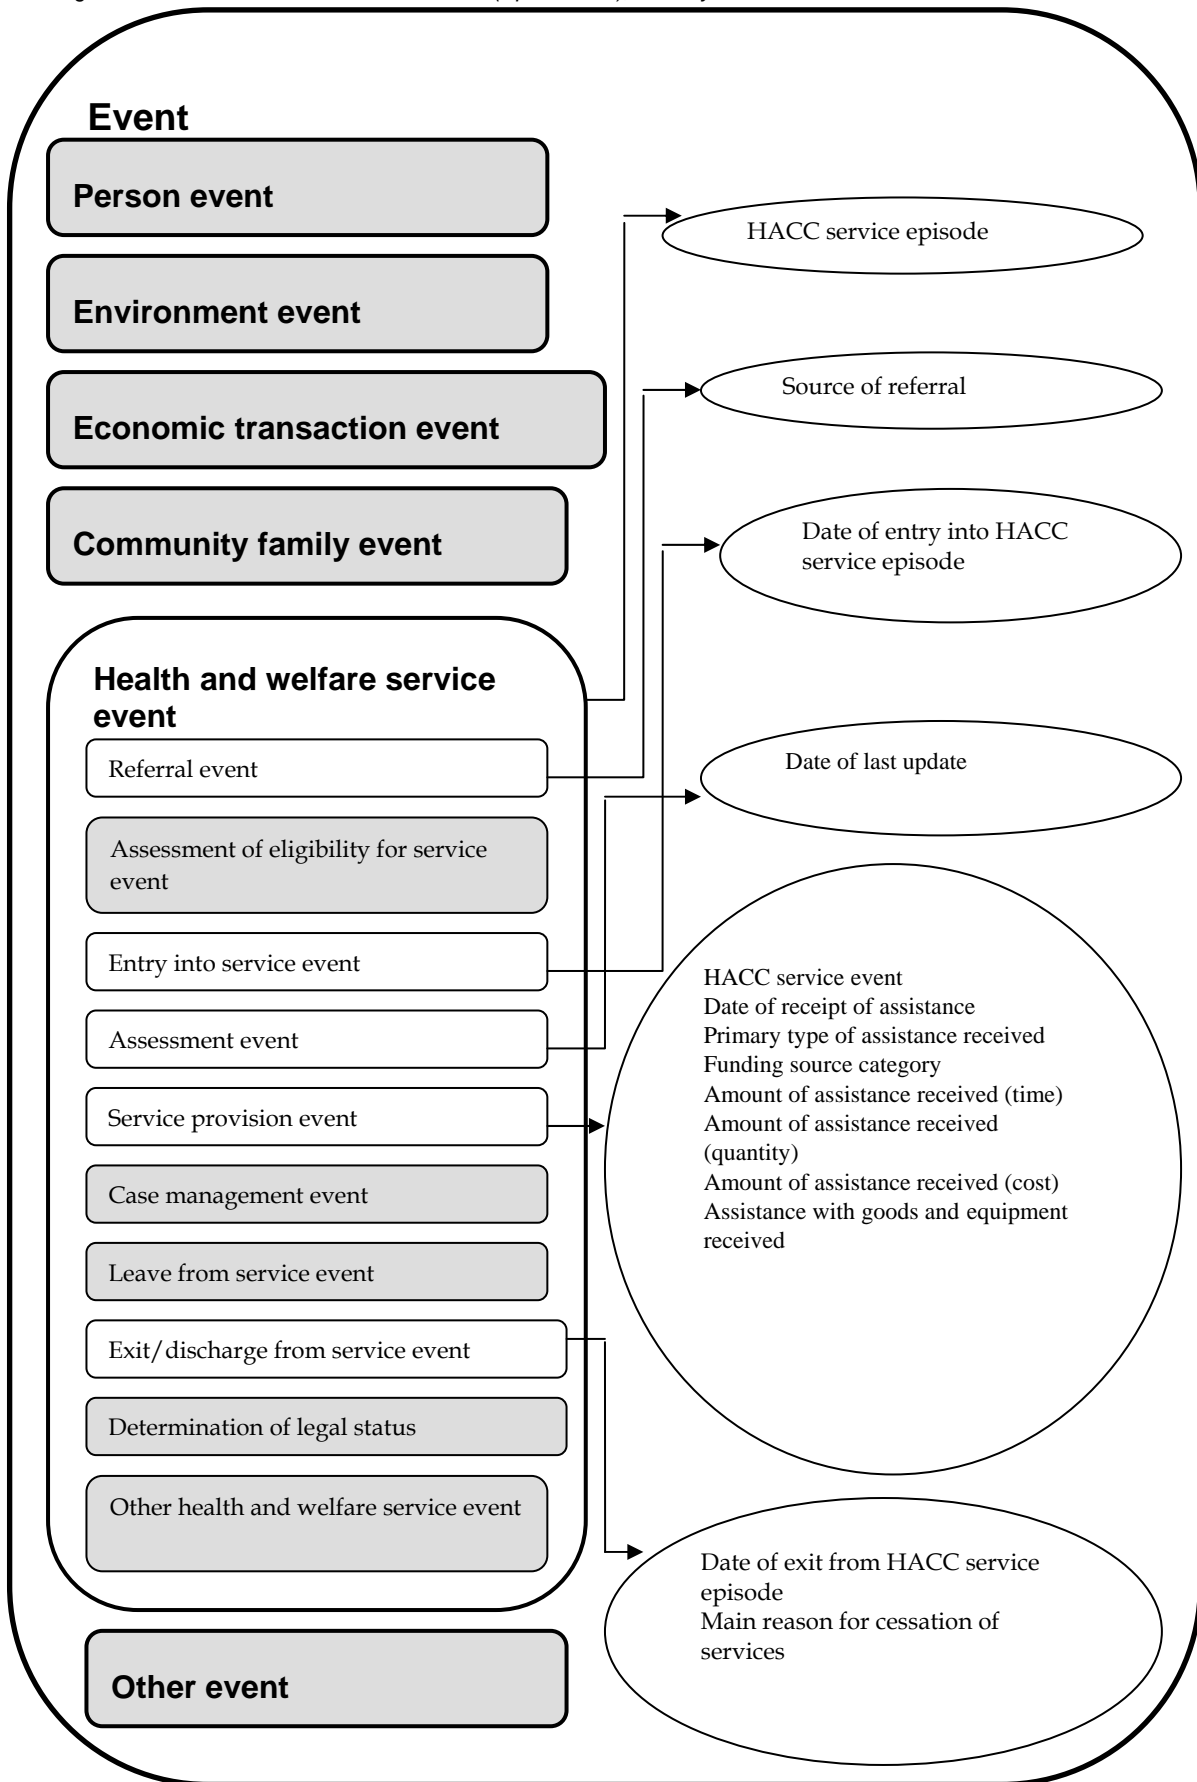 Event
Person event
Environment event
Economic transaction event
Community family event
Health and welfare service
event
Referral event
Assessment of eligibility for service
event
Entry into service event
Assessment event
Service provision event
Case management event
Leave from service event
Exit/discharge from service event
Determination of legal status
Other health and welfare service event
Other event
HACC service episode
Source of referral
Date of entry into HACC
service episode
Date of last update
HACC service event
Date of receipt of assistance
Primary type of assistance received
Funding source category
Amount of assistance received (time)
Amount of assistance received
(quantity)
Amount of assistance received (cost)
Assistance with goods and equipment
received
Date of exit from HACC service
episode
Main reason for cessation of
services